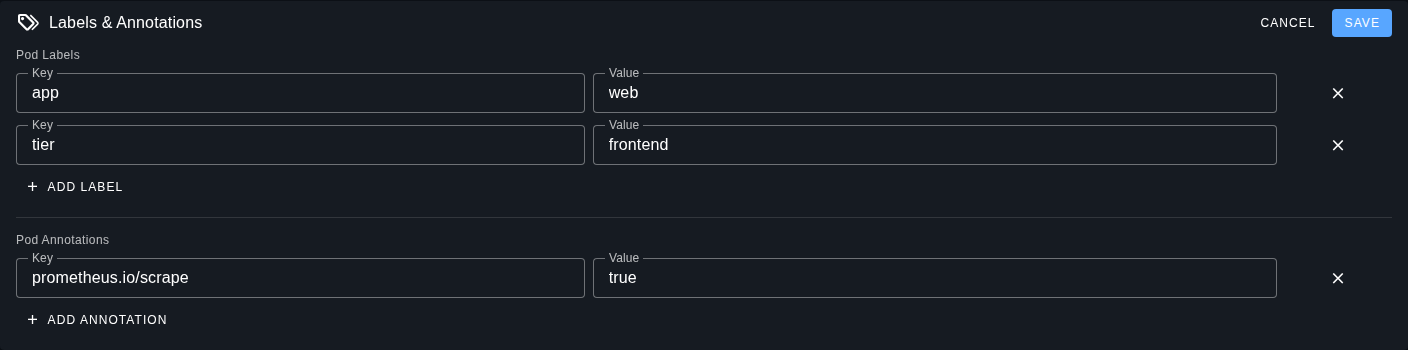 Labels & Annotations CANCEL SAVE
Pod Labels
Key Value
app web
Key Value
tier frontend
+ ADD LABEL
Pod Annotations
Key Value
prometheus.io/scrape true
+ ADD ANNOTATION